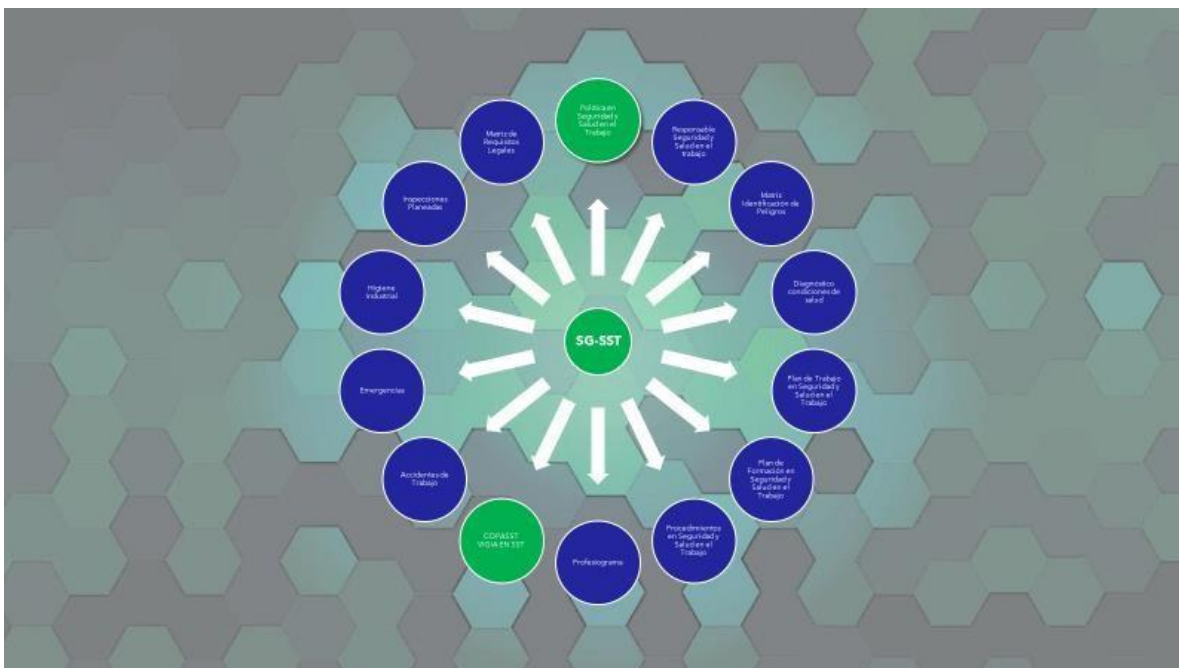 Política en
Seguridad y
Salud en el
Trabajo
Responsable
Seguridad y
Salud en el
trabajo
Matriz
Identificación de
Peligros
Diagnóstico
condiciones de
salud
Plan de Trabajo
en Seguridad y
Salud en el
Trabajo
Plan de
Formación en
Seguridad y
Salud en el
Trabajo
Procedimientos
en Seguridad y
Salud en el
Trabajo
Profesiograma
COPASST
VIGIA EN SST
Accidentes de
Trabajo
Emergencias
Higiene
Industrial
Inspecciones
Planeadas
Matriz de
Requisitos
Legales
SG-SST